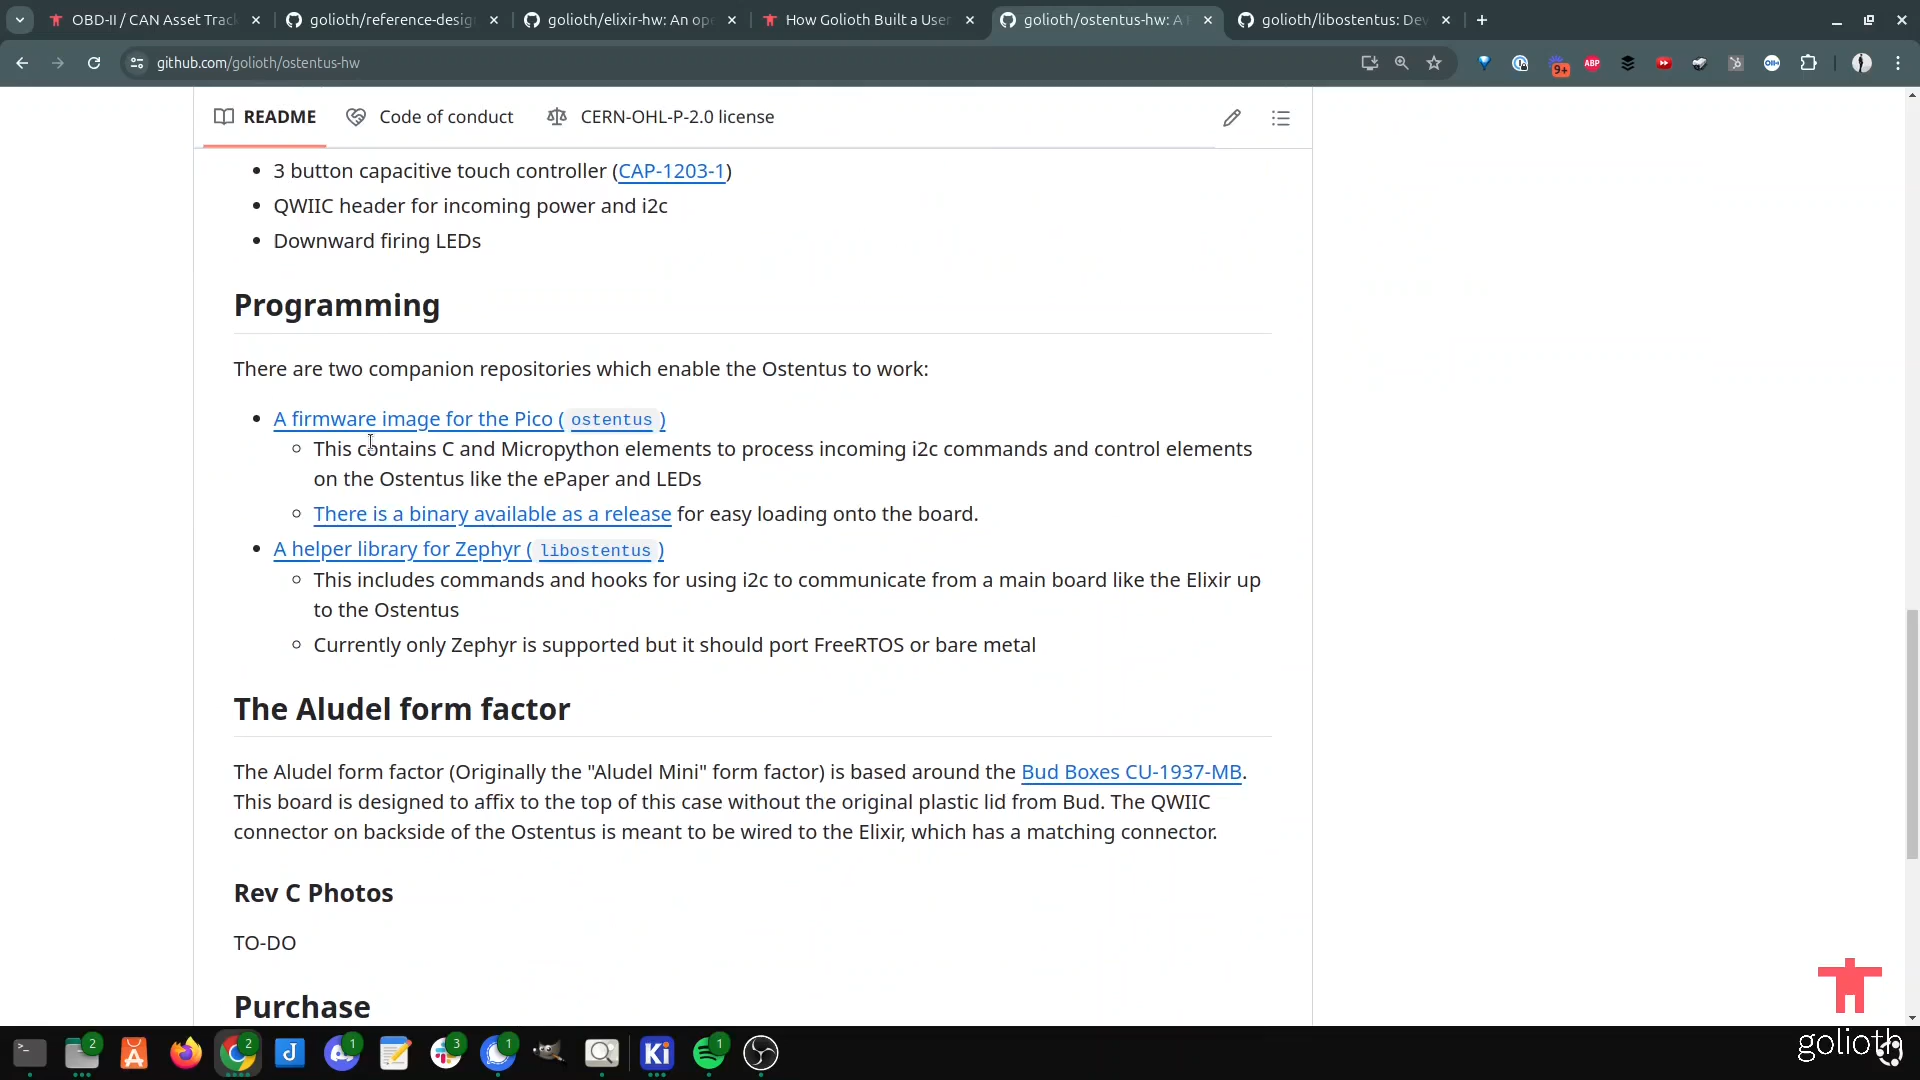 OBD-II / CAN Asset Track
golioth/reference-desig
golioth/elixir-hw: An ope
How Golioth Built a User
golioth/ostentus-hw: A
golioth/libostentus: Dev
github.com/golioth/ostentus-hw
9+
ABP
README
Code of conduct
CERN-OHL-P-2.0 license
• 3 button capacitive touch controller (CAP-1203-1)
• QWIIC header for incoming power and i2c
• Downward firing LEDs
Programming
There are two companion repositories which enable the Ostentus to work:
• A firmware image for the Pico ( ostentus )
◦ This contains C and Micropython elements to process incoming i2c commands and control elements
on the Ostentus like the ePaper and LEDs
◦ There is a binary available as a release for easy loading onto the board.
• A helper library for Zephyr ( libostentus )
◦ This includes commands and hooks for using i2c to communicate from a main board like the Elixir up
to the Ostentus
◦ Currently only Zephyr is supported but it should port FreeRTOS or bare metal
The Aludel form factor
The Aludel form factor (Originally the "Aludel Mini" form factor) is based around the Bud Boxes CU-1937-MB.
This board is designed to affix to the top of this case without the original plastic lid from Bud. The QWIIC
connector on backside of the Ostentus is meant to be wired to the Elixir, which has a matching connector.
Rev C Photos
TO-DO
Purchase
2
2
J
1
3
1
Ki
1
golioth